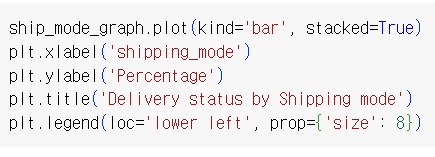 ship_mode_graph.plot(kind='bar', stacked=True)
plt.xlabel('shipping_mode')
plt.ylabel('Percentage')
plt.title('Delivery status by Shipping mode')
plt.legend(loc='lower left', prop={'size': 8})